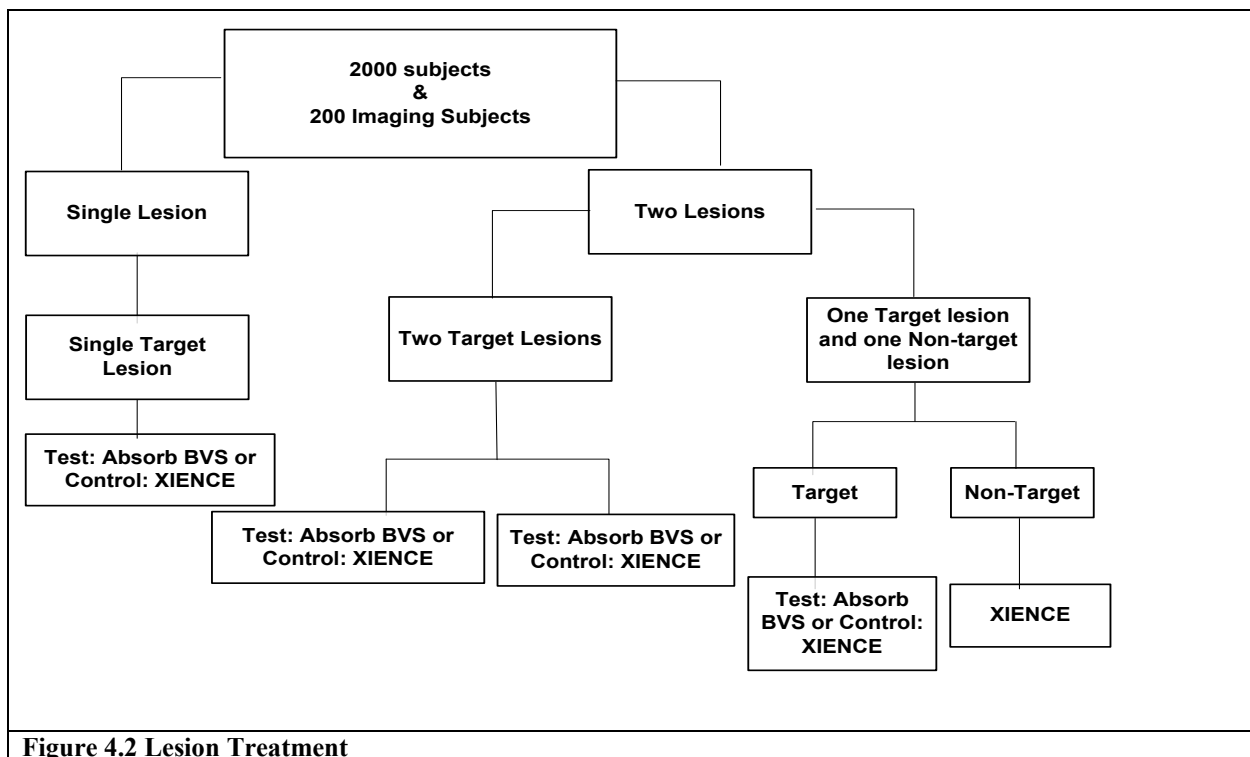 2000 subjects
&
200 Imaging Subjects
Single Lesion
Two Lesions
Single Target
Lesion
Two Target Lesions
One Target lesion
and one Non-target
lesion
Test: Absorb BVS or
Control: XIENCE
Test: Absorb BVS or
Control: XIENCE
Test: Absorb BVS or
Control: XIENCE
Target
Non-Target
Test: Absorb
BVS or Control:
XIENCE
XIENCE
Figure 4.2 Lesion Treatment